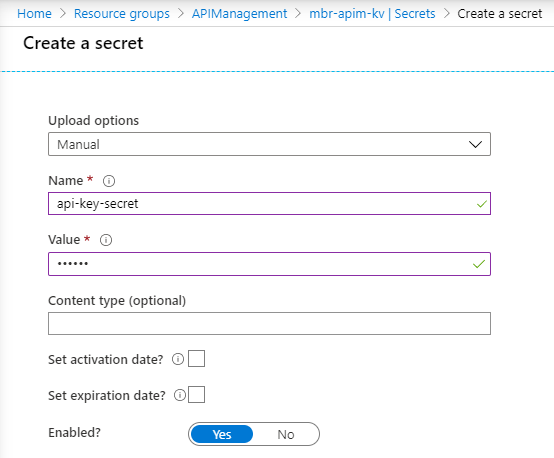 Home > Resource groups > APIManagement > mbr-apim-kv | Secrets > Create a secret
Create a secret
Upload options
Manual
Name *
api-key-secret
Value *
••••••
Content type (optional)
Set activation date?
Set expiration date?
Enabled?
Yes No